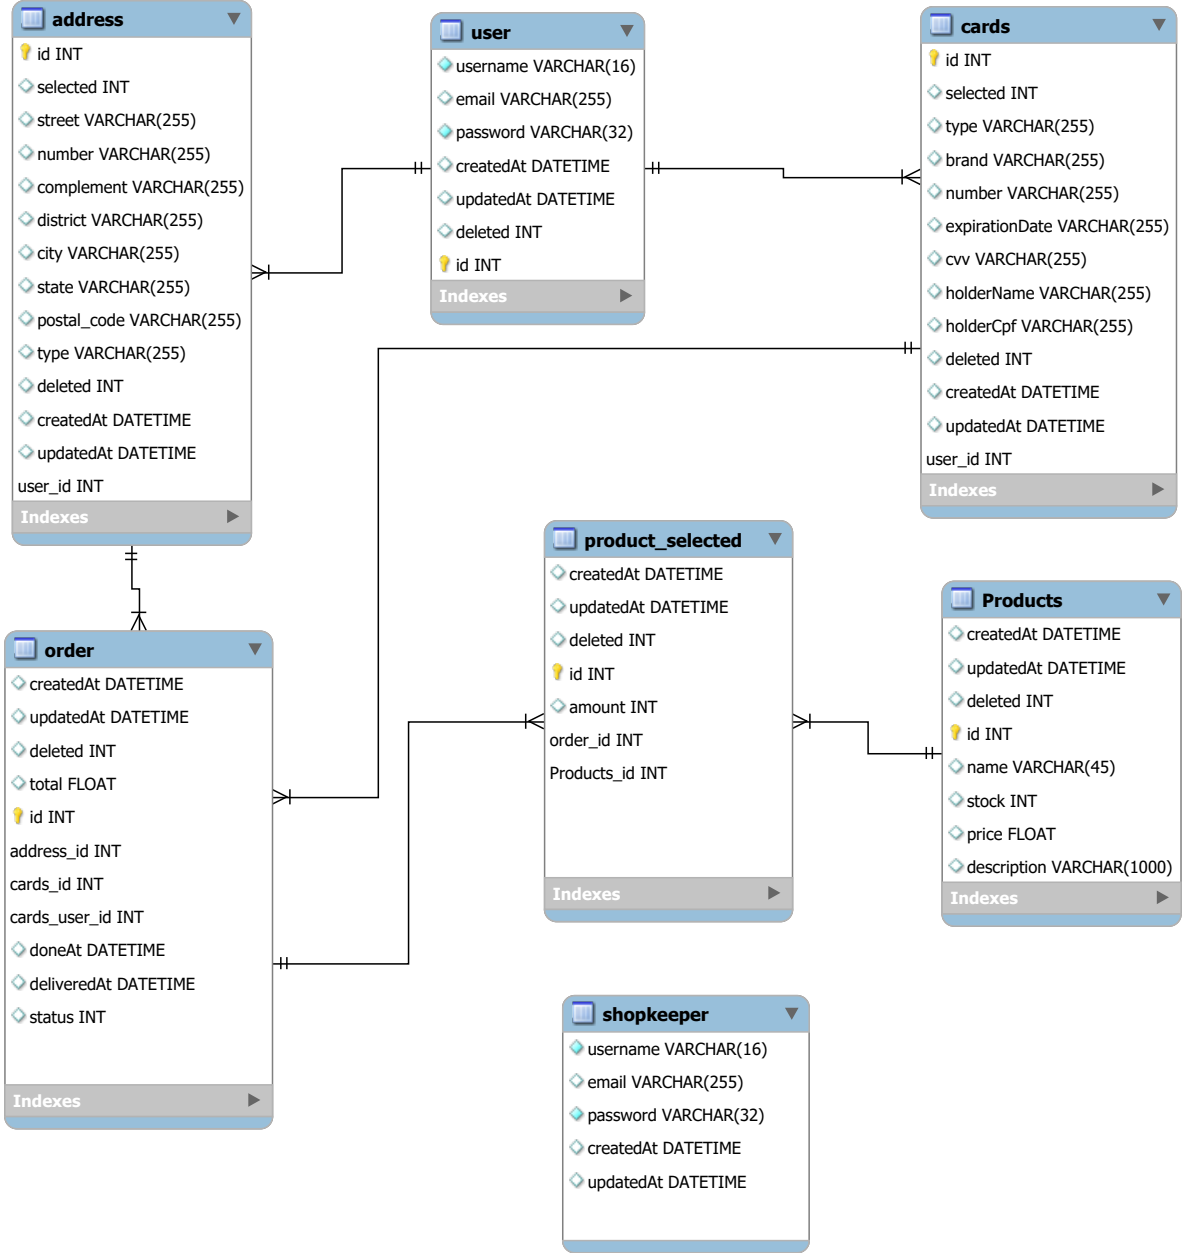 address
id INT
selected INT
street VARCHAR(255)
number VARCHAR(255)
complement VARCHAR(255)
district VARCHAR(255)
city VARCHAR(255)
state VARCHAR(255)
postal_code VARCHAR(255)
type VARCHAR(255)
deleted INT
createdAt DATETIME
updatedAt DATETIME
user_id INT
Indexes
user
username VARCHAR(16)
email VARCHAR(255)
password VARCHAR(32)
createdAt DATETIME
updatedAt DATETIME
deleted INT
id INT
Indexes
cards
id INT
selected INT
type VARCHAR(255)
brand VARCHAR(255)
number VARCHAR(255)
expirationDate VARCHAR(255)
cvv VARCHAR(255)
holderName VARCHAR(255)
holderCpf VARCHAR(255)
deleted INT
createdAt DATETIME
updatedAt DATETIME
user_id INT
Indexes
order
createdAt DATETIME
updatedAt DATETIME
deleted INT
total FLOAT
id INT
address_id INT
cards_id INT
cards_user_id INT
doneAt DATETIME
deliveredAt DATETIME
status INT
Indexes
product_selected
createdAt DATETIME
updatedAt DATETIME
deleted INT
id INT
amount INT
order_id INT
Products_id INT
Indexes
Products
createdAt DATETIME
updatedAt DATETIME
deleted INT
id INT
name VARCHAR(45)
stock INT
price FLOAT
description VARCHAR(1000)
Indexes
shopkeeper
username VARCHAR(16)
email VARCHAR(255)
password VARCHAR(32)
createdAt DATETIME
updatedAt DATETIME